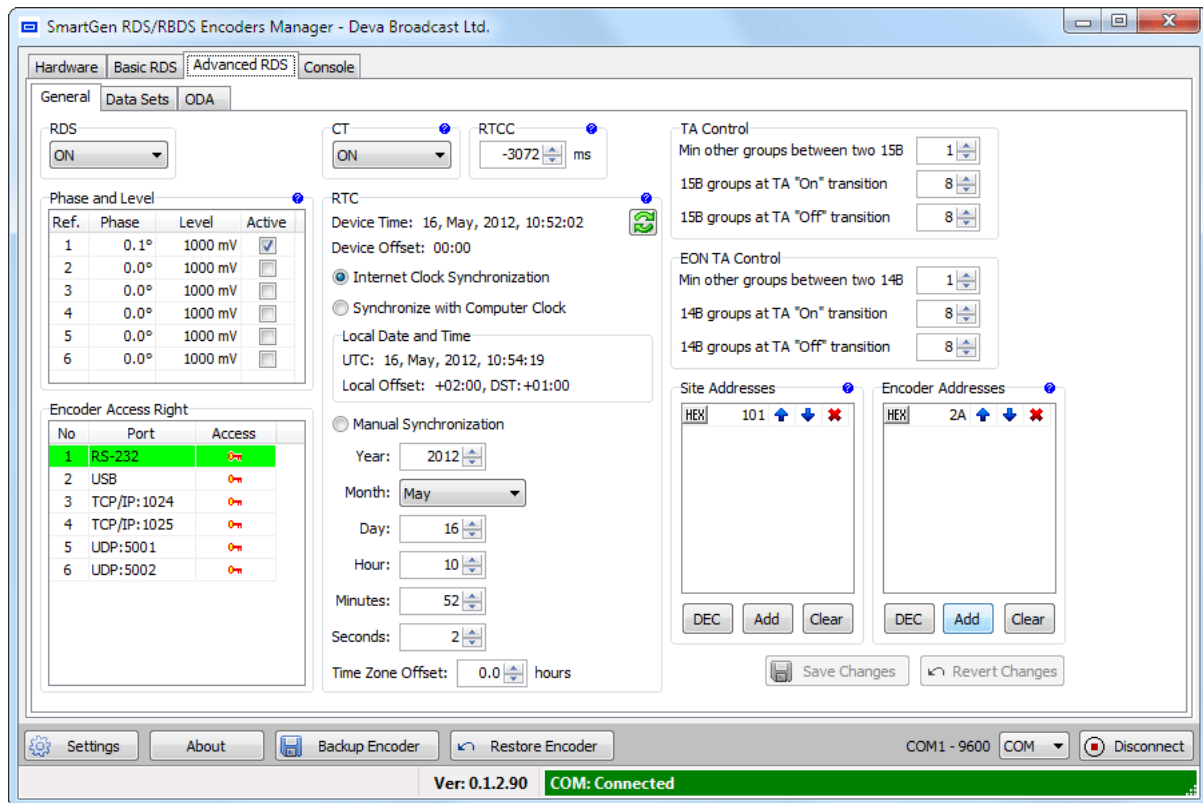 SmartGen RDS/RBDS Encoders Manager - Deva Broadcast Ltd.
Hardware Basic RDS Advanced RDS Console
General Data Sets ODA
RDS
ON
Phase and Level
Ref. Phase Level Active
1 0.1° 1000 mV
2 0.0° 1000 mV
3 0.0° 1000 mV
4 0.0° 1000 mV
5 0.0° 1000 mV
6 0.0° 1000 mV
Encoder Access Right
No Port Access
1 RS-232
2 USB
3 TCP/IP:1024
4 TCP/IP:1025
5 UDP:5001
6 UDP:5002
CT
ON
RTCC
-3072 ms
RTC
Device Time: 16, May, 2012, 10:52:02
Device Offset: 00:00
Internet Clock Synchronization
Synchronize with Computer Clock
Local Date and Time
UTC: 16, May, 2012, 10:54:19
Local Offset: +02:00, DST:+01:00
Manual Synchronization
Year: 2012
Month: May
Day: 16
Hour: 10
Minutes: 52
Seconds: 2
Time Zone Offset: 0.0 hours
TA Control
Min other groups between two 15B 1
15B groups at TA "On" transition 8
15B groups at TA "Off" transition 8
EON TA Control
Min other groups between two 14B 1
14B groups at TA "On" transition 8
14B groups at TA "Off" transition 8
Site Addresses
HEX 101
DEC Add Clear
Encoder Addresses
HEX 2A
DEC Add Clear
Save Changes Revert Changes
Settings About Backup Encoder Restore Encoder COM1 - 9600 COM Disconnect
Ver: 0.1.2.90 COM: Connected